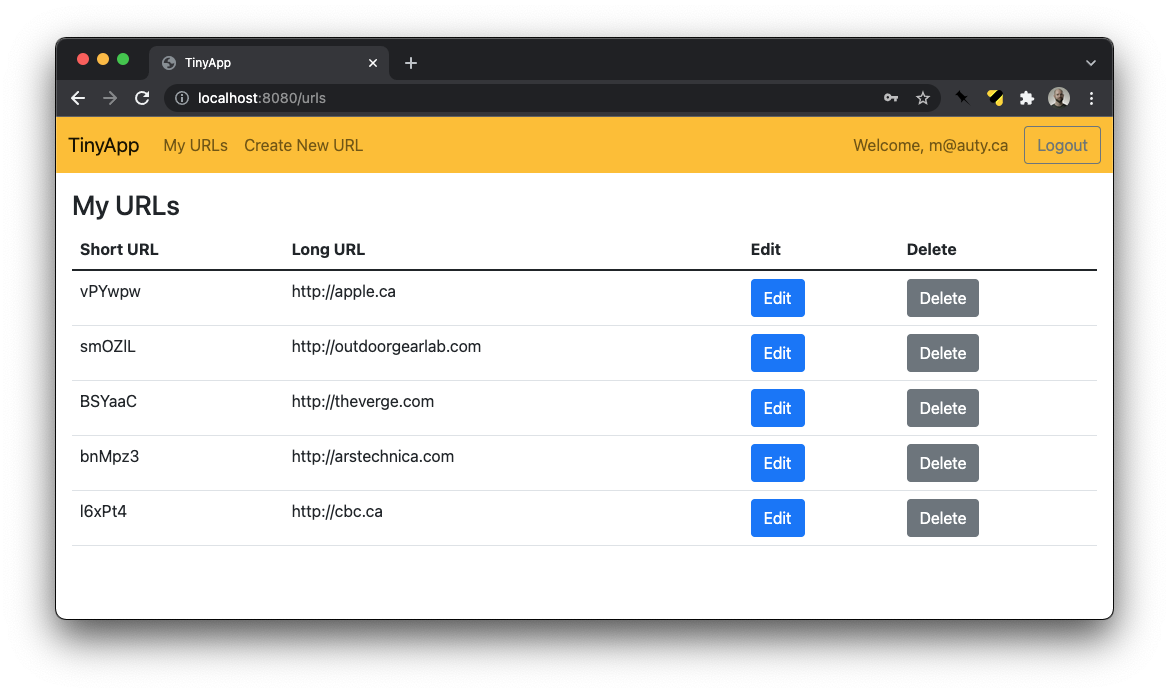 TinyApp
localhost:8080/urls
TinyApp My URLs Create New URL Welcome, m@auty.ca Logout
My URLs
Short URL Long URL Edit Delete
vPYwpw http://apple.ca Edit Delete
smOZlL http://outdoorgearlab.com Edit Delete
BSYaaC http://theverge.com Edit Delete
bnMpz3 http://arstechnica.com Edit Delete
l6xPt4 http://cbc.ca Edit Delete